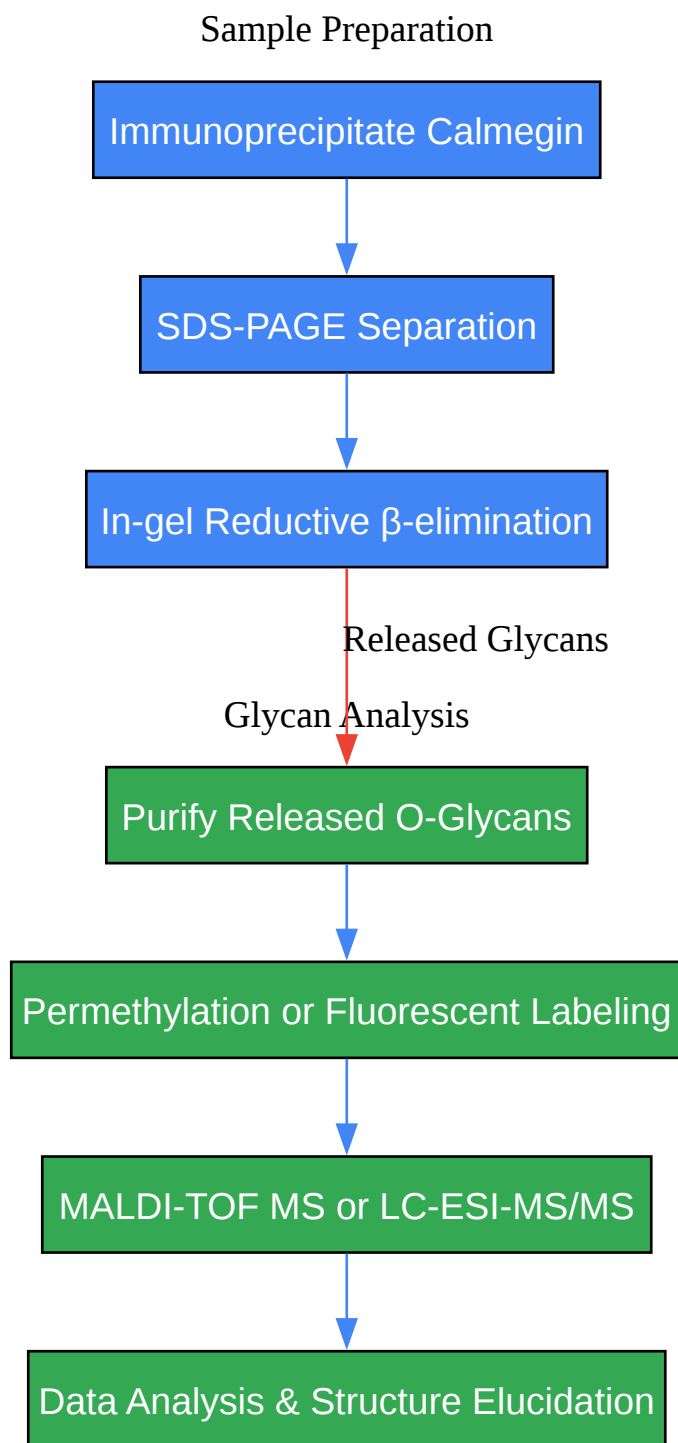 Sample Preparation
Immunoprecipitate Calmegin
SDS-PAGE Separation
In-gel Reductive β-elimination
Released Glycans
Glycan Analysis
Purify Released O-Glycans
Permethylation or Fluorescent Labeling
MALDI-TOF MS or LC-ESI-MS/MS
Data Analysis & Structure Elucidation